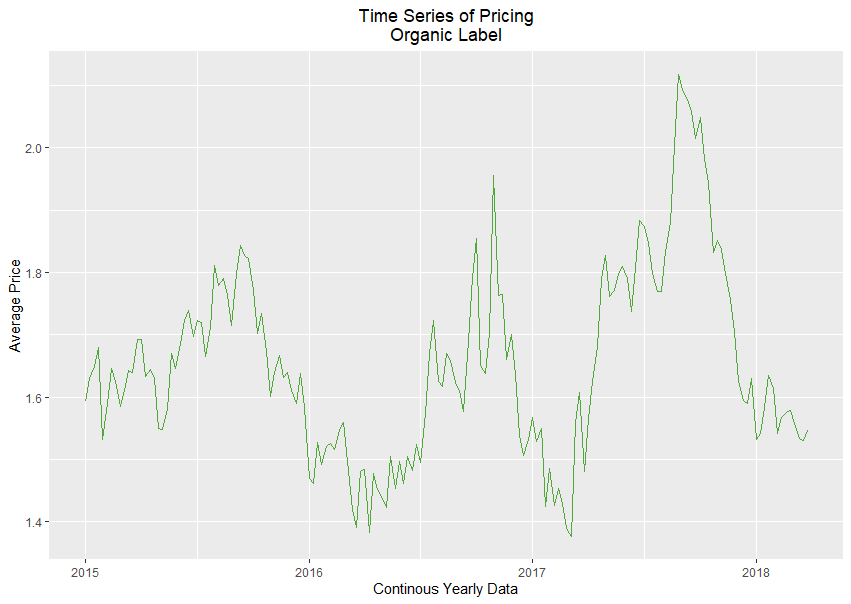 Time Series of Pricing
Organic Label
Average Price
2.0
1.8
1.6
1.4
2015
2016
2017
2018
Continous Yearly Data